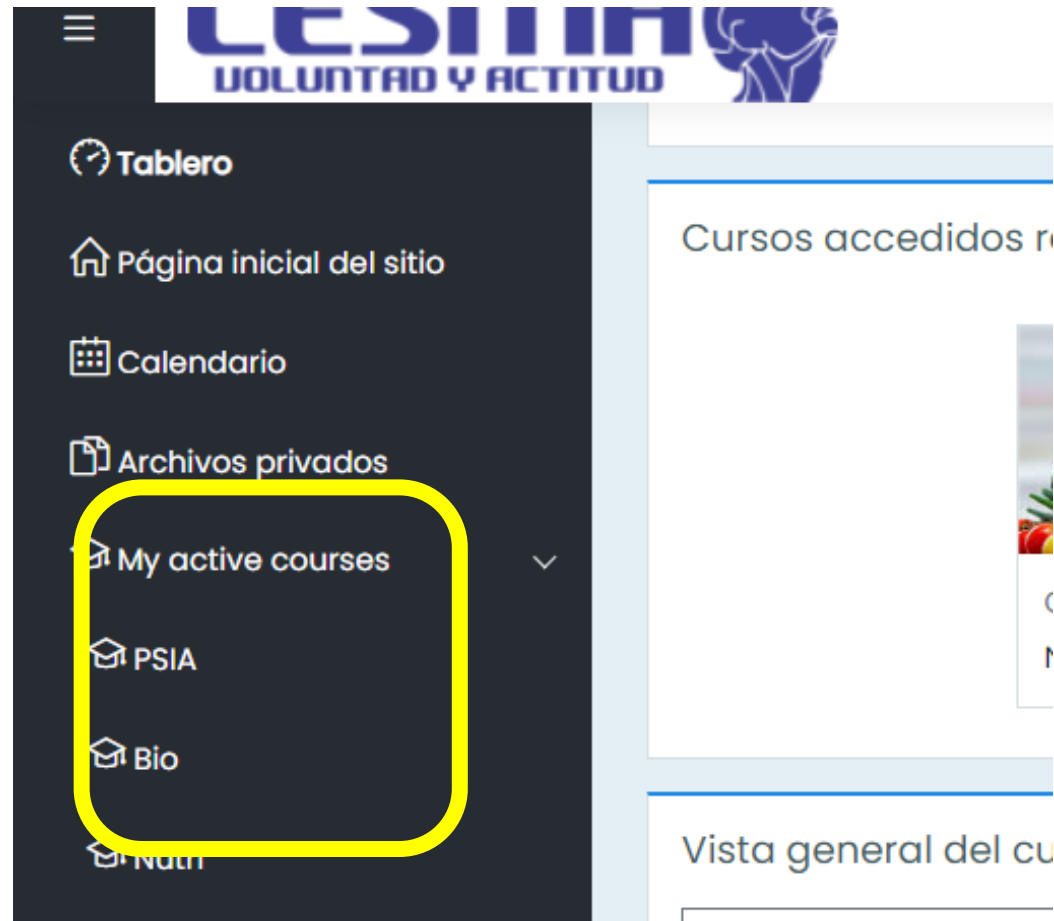 VOLUNTAD Y ACTITUD
Tablero
Página inicial del sitio
Calendario
Archivos privados
My active courses
PSIA
Bio
Nutri
Cursos accedidos
Vista general del